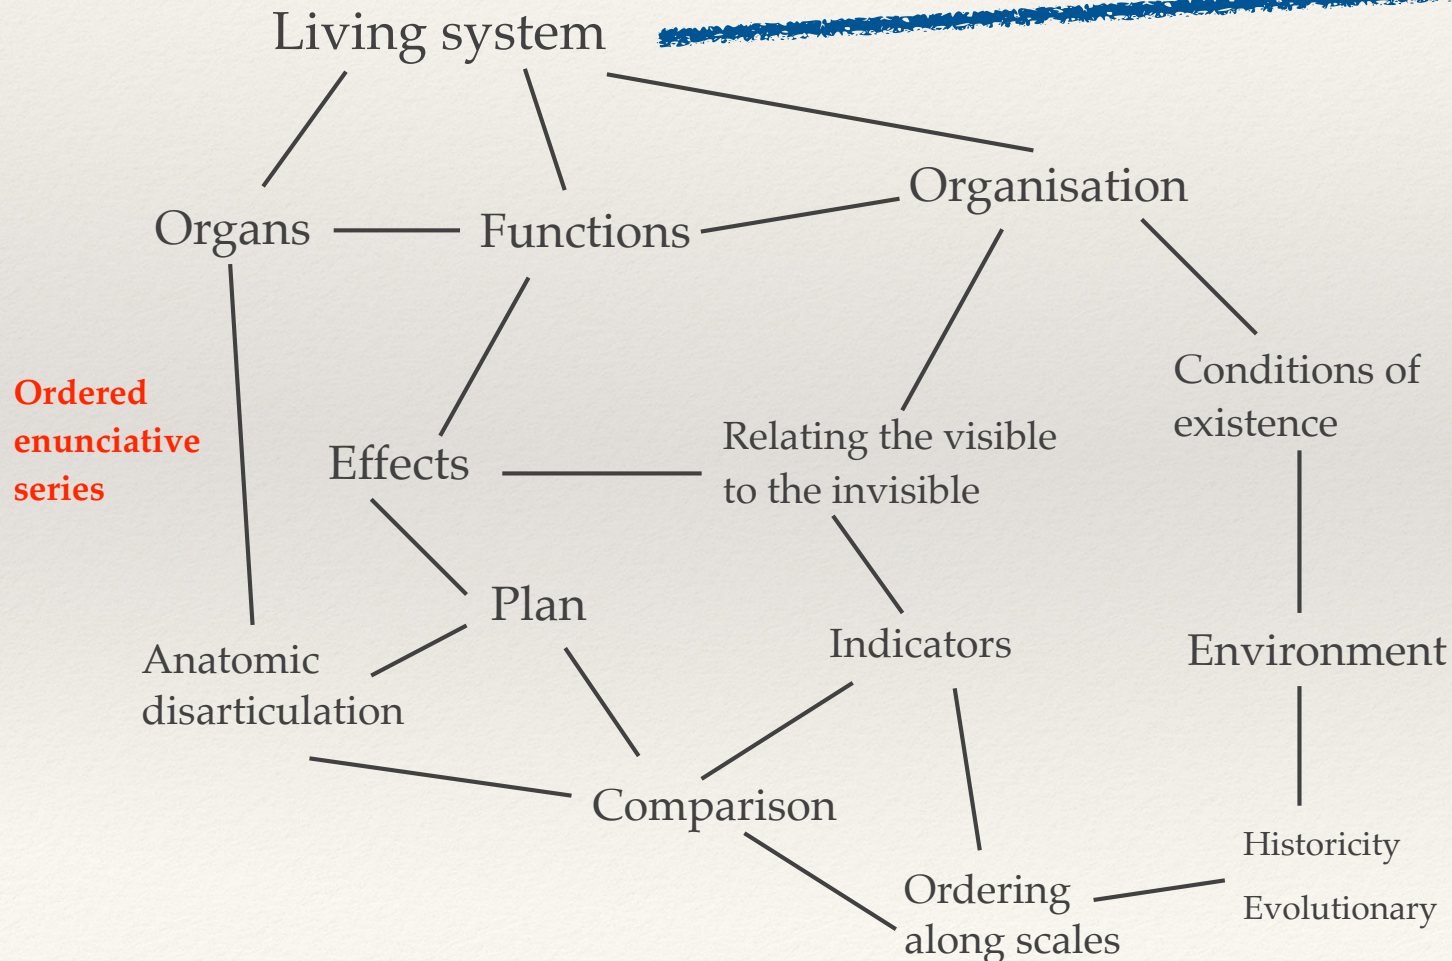 Living system
Organisation
Organs
Functions
Conditions of
existence
Ordered
enunciative
series
Relating the visible
to the invisible
Effects
Plan
Indicators
Environment
Anatomic
disarticulation
Comparison
Historicity
Evolutionary
Ordering
along scales